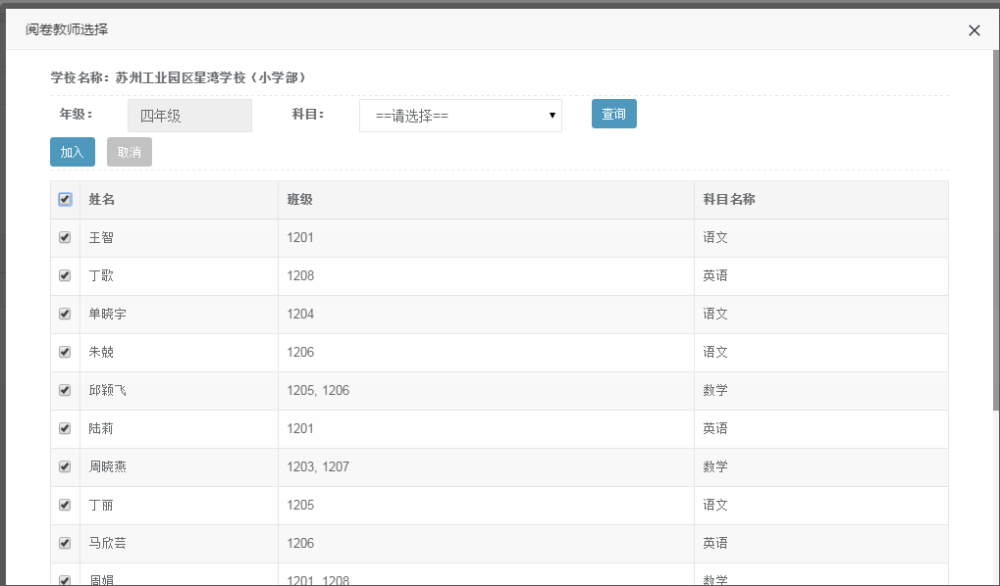 阅卷教师选择
学校名称：苏州工业园区星湾学校（小学部）
年级： 四年级 科目： ==请选择== 查询
加入 取消
姓名 班级 科目名称
王智 1201 语文
丁歌 1208 英语
单晓宇 1204 语文
朱兢 1206 语文
邱颖飞 1205, 1206 数学
陆莉 1201 英语
周晓燕 1203, 1207 数学
丁丽 1205 语文
马欣芸 1206 英语
周娟 1201, 1208 数学